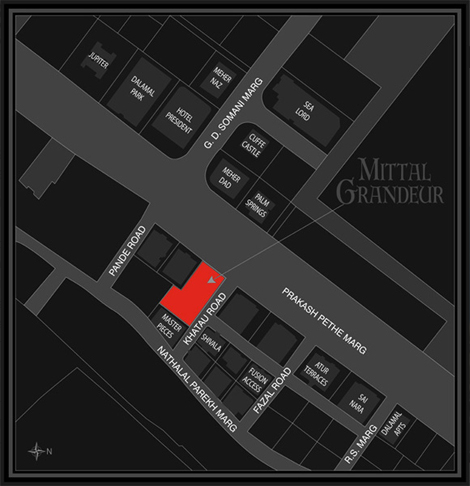 JUPITER
DALAMAL
PARK
HOTEL
PRESIDENT
MEHER
NAZ
G. D. SOMANI MARG
SEA
LORD
CUFFE
CASTLE
MEHER
DAD
PALM
SPRINGS
MITTAL
GRANDEUR
PANDE ROAD
MASTER
PIECES
KHATAU ROAD
SHIVALA
NATHALAL PAREKH MARG
FUSION
ACCESS
FAZAL ROAD
PRAKASH PETHE MARG
ATUR
TERRACES
SAI
NARA
R.S. MARG
DALAMAL
APTS
N